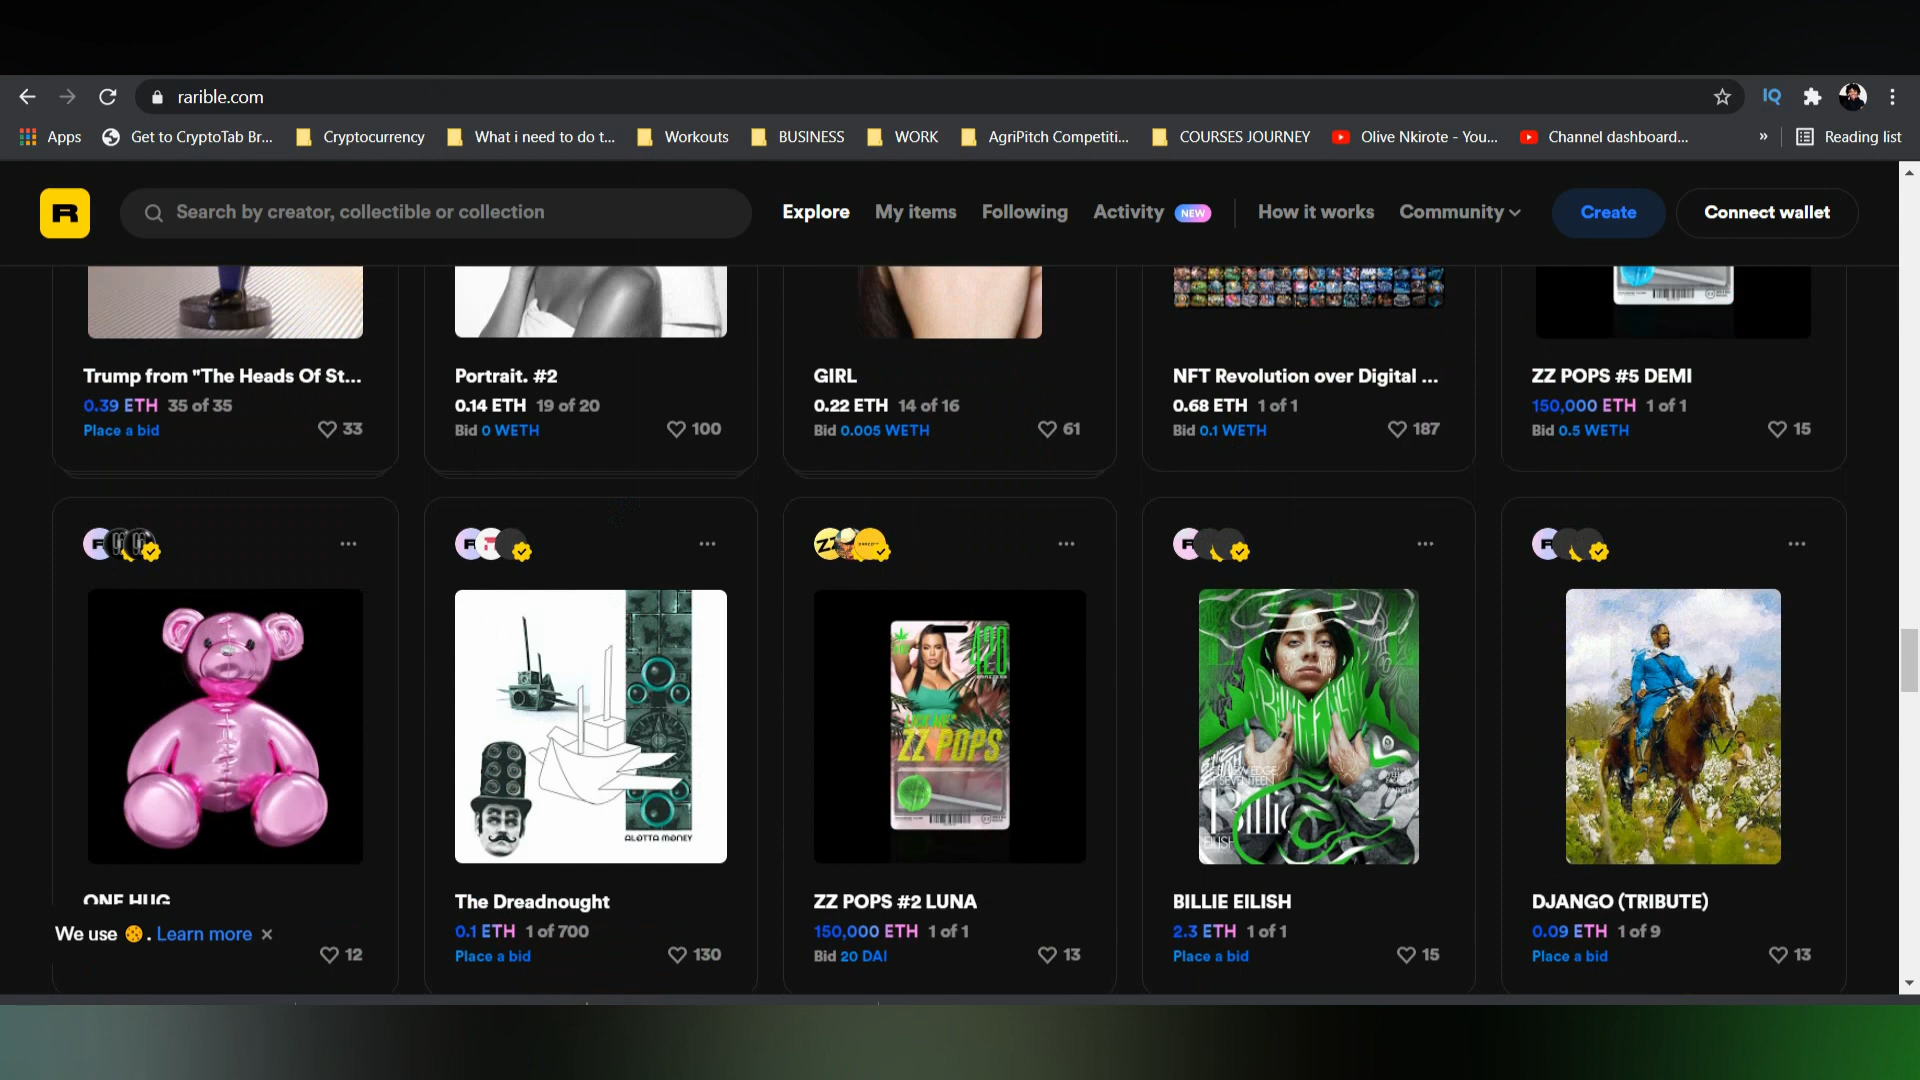 rarible.com
Apps Get to CryptoTab Br... Cryptocurrency What i need to do t... Workouts BUSINESS WORK AgriPitch Competiti... COURSES JOURNEY Olive Nkirote - You... Channel dashboard... » Reading list
R Search by creator, collectible or collection Explore My items Following Activity NEW How it works Community Create Connect wallet
Trump from "The Heads Of St... Portrait. #2 GIRL NFT Revolution over Digital ... ZZ POPS #5 DEMI
0.39 ETH 35 of 35 0.14 ETH 19 of 20 0.22 ETH 14 of 16 0.68 ETH 1 of 1 150,000 ETH 1 of 1
Place a bid 33 Bid 0 WETH 100 Bid 0.005 WETH 61 Bid 0.1 WETH 187 Bid 0.5 WETH 15
420
ZZ POPS
Billie
EILISH
ALOTTA MONEY
ONE HUG The Dreadnought ZZ POPS #2 LUNA BILLIE EILISH DJANGO (TRIBUTE)
0.1 ETH 1 of 700 150,000 ETH 1 of 1 2.3 ETH 1 of 1 0.09 ETH 1 of 9
We use . Learn more ×
12 Place a bid 130 Bid 20 DAI 13 Place a bid 15 Place a bid 13